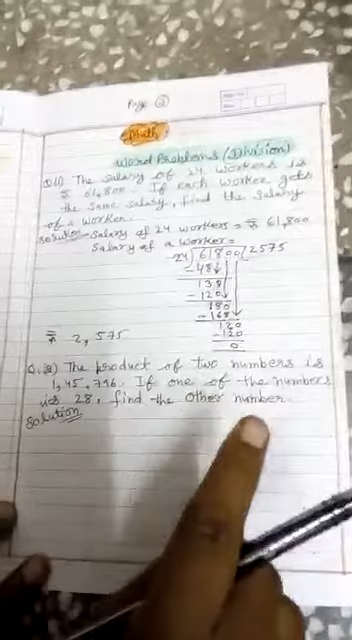 Page ②
Math
Word Problems (Division)
Q.(1) The salary of 24 workers is
₹ 61,800. If each worker gets
the same salary, find the salary
of a worker.
Solution - Salary of 24 workers = ₹ 61,800
Salary of a worker =
24)61800(2575
-48
138
-120
180
-168
120
-120
0
₹ 2,575
Q.(2) The product of two numbers is
1,45,796. If one of the numbers
is 28, find the other number.
Solution